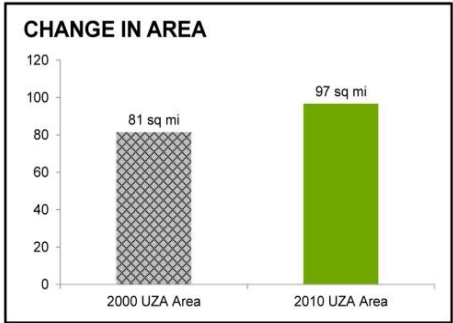 CHANGE IN AREA
120
100
80
60
40
20
0
81 sq mi
97 sq mi
2000 UZA Area
2010 UZA Area